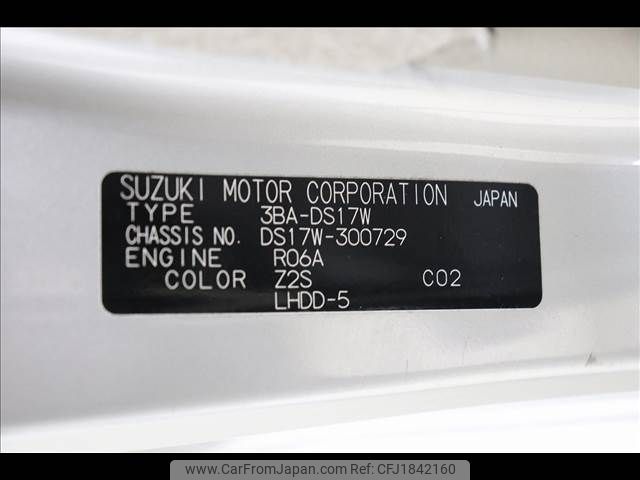 SUZUKI MOTOR CORPORATION JAPAN
TYPE 3BA-DS17W
CHASSIS NO. DS17W-300729
ENGINE R06A
COLOR Z2S C02
LHDD-5
www.CarFromJapan.com/car/CFJ1842160